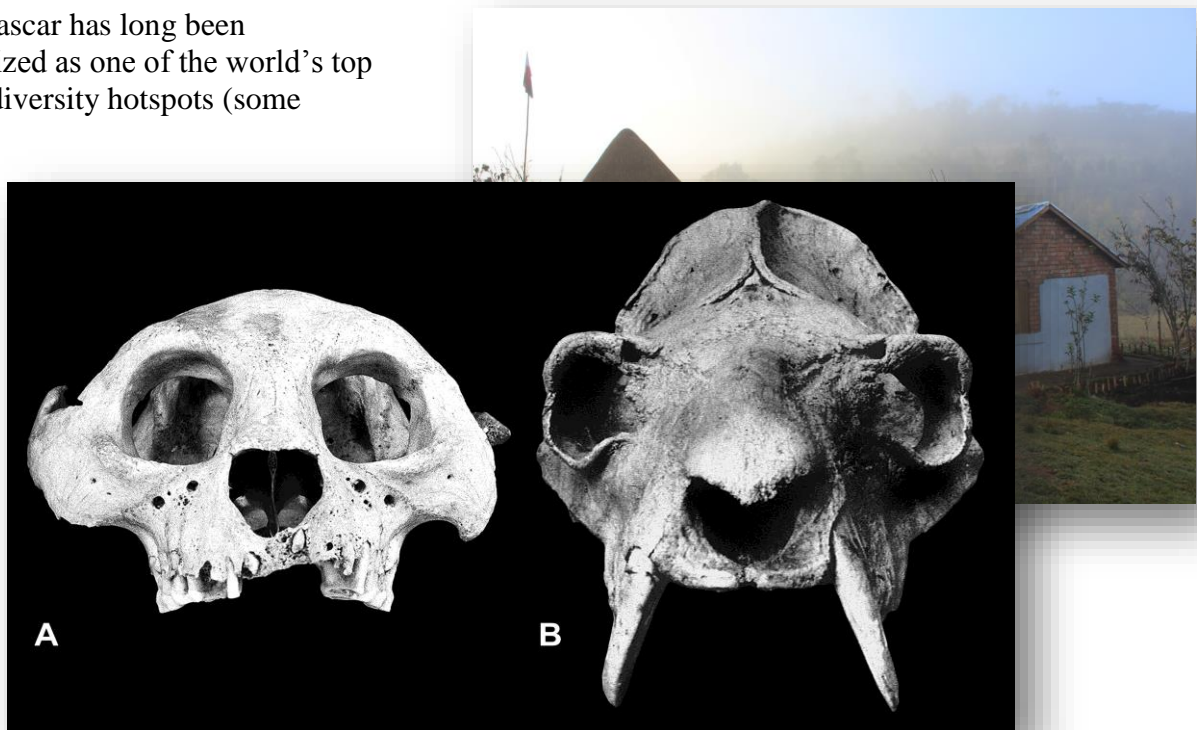 ascar has long been
ized as one of the world's top
diversity hotspots (some
A
B